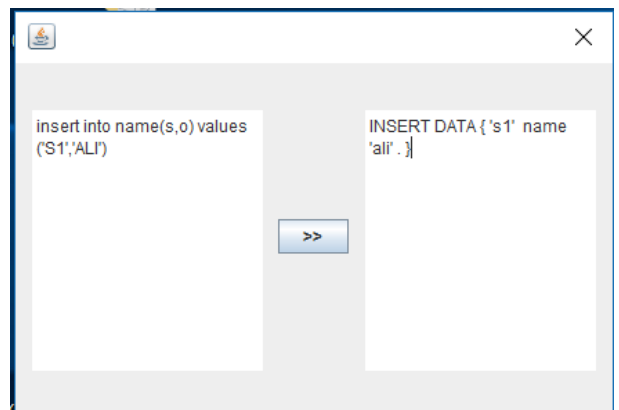 insert into name(s,o) values
('S1','ALI')
>>
INSERT DATA { 's1'  name
'ali' . }